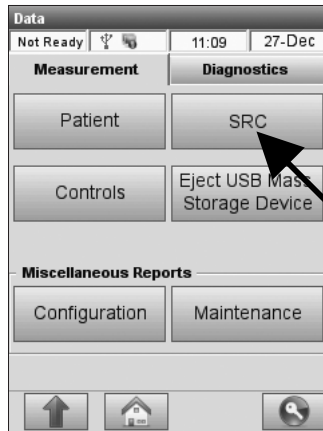 Data
Not Ready 11:09 27-Dec
Measurement Diagnostics
Patient SRC
Controls Eject USB Mass
Storage Device
Miscellaneous Reports
Configuration Maintenance